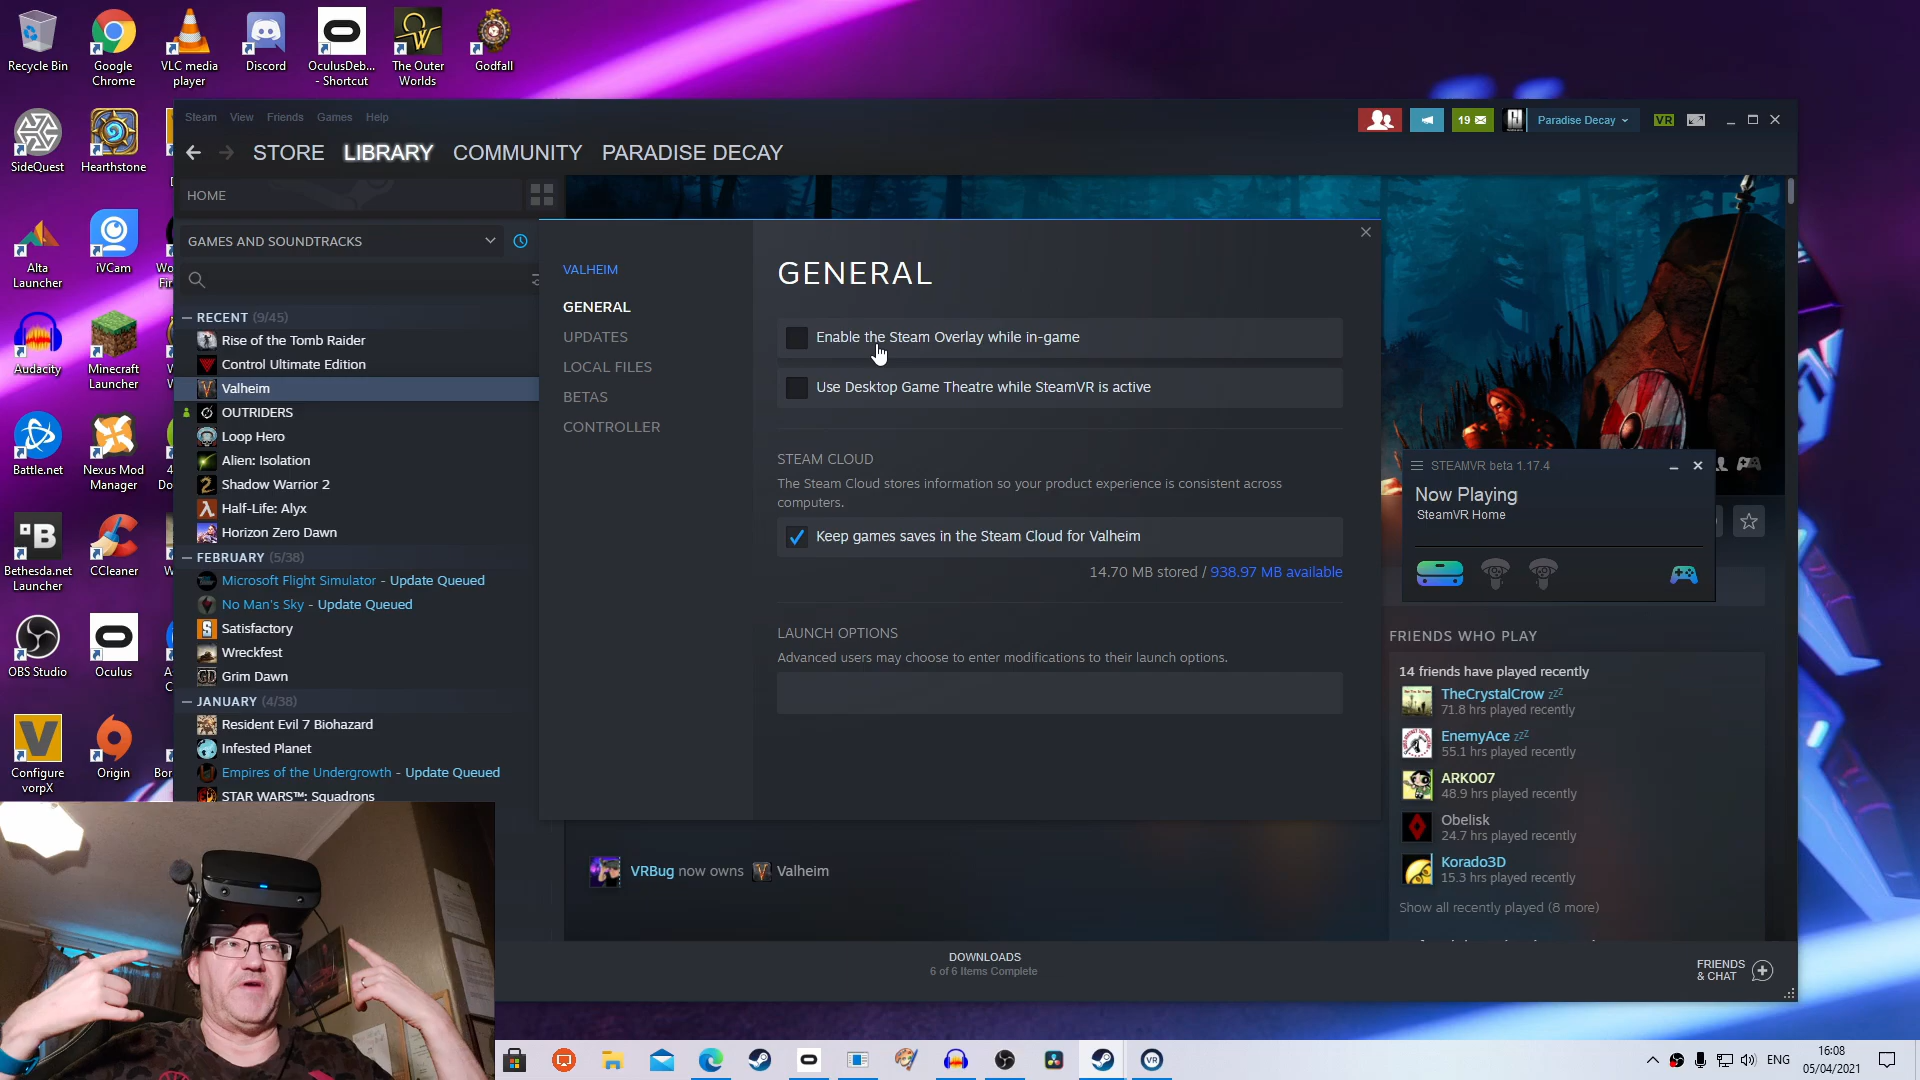 Recycle Bin
Google Chrome
VLC media player
Discord
OculusDeb... - Shortcut
The Outer Worlds
Godfall
SideQuest
Hearthstone
Alta Launcher
iVCam
Audacity
Minecraft Launcher
Battle.net
Nexus Mod Manager
Bethesda.net Launcher
CCleaner
OBS Studio
Oculus
Configure vorpX
Origin
Steam View Friends Games Help
19
Paradise Decay
VR
STORE LIBRARY COMMUNITY PARADISE DECAY
HOME
GAMES AND SOUNDTRACKS
RECENT (9/45)
Rise of the Tomb Raider
Control Ultimate Edition
Valheim
OUTRIDERS
Loop Hero
Alien: Isolation
Shadow Warrior 2
Half-Life: Alyx
Horizon Zero Dawn
FEBRUARY (5/38)
Microsoft Flight Simulator - Update Queued
No Man's Sky - Update Queued
Satisfactory
Wreckfest
Grim Dawn
JANUARY (4/38)
Resident Evil 7 Biohazard
Infested Planet
Empires of the Undergrowth - Update Queued
STAR WARS™: Squadrons
VALHEIM
GENERAL
UPDATES
LOCAL FILES
BETAS
CONTROLLER
GENERAL
Enable the Steam Overlay while in-game
Use Desktop Game Theatre while SteamVR is active
STEAM CLOUD
The Steam Cloud stores information so your product experience is consistent across
computers.
Keep games saves in the Steam Cloud for Valheim
14.70 MB stored / 938.97 MB available
LAUNCH OPTIONS
Advanced users may choose to enter modifications to their launch options.
STEAMVR beta 1.17.4
Now Playing
SteamVR Home
FRIENDS WHO PLAY
14 friends have played recently
TheCrystalCrow zzZ
71.8 hrs played recently
EnemyAce zzZ
55.1 hrs played recently
ARK007
48.9 hrs played recently
Obelisk
24.7 hrs played recently
Korado3D
15.3 hrs played recently
Show all recently played (8 more)
VRBug now owns Valheim
DOWNLOADS
6 of 6 Items Complete
FRIENDS
& CHAT
ENG
16:08
05/04/2021